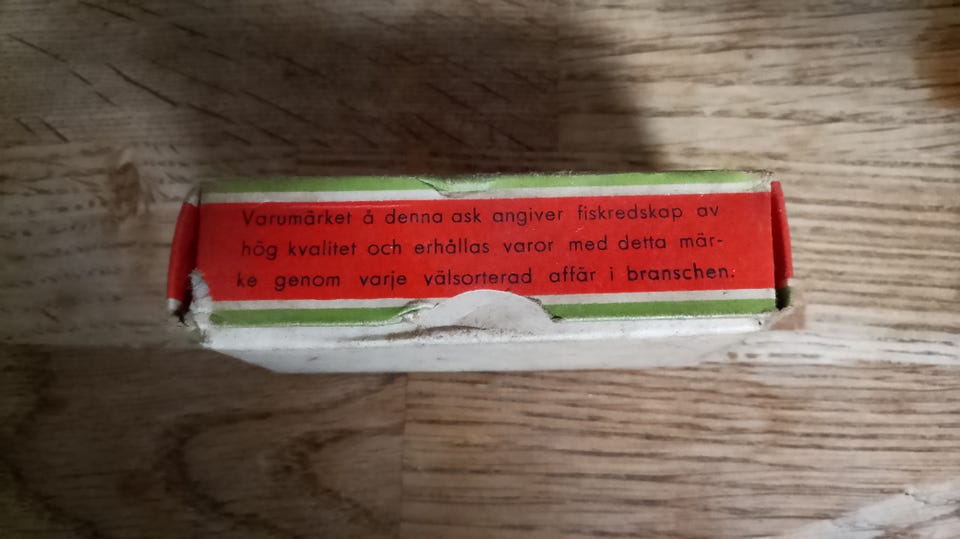 Varumärket å denna ask angiver fiskredskap av
hög kvalitet och erhållas varor med detta mär-
ke genom varje välsorterad affär i branschen.